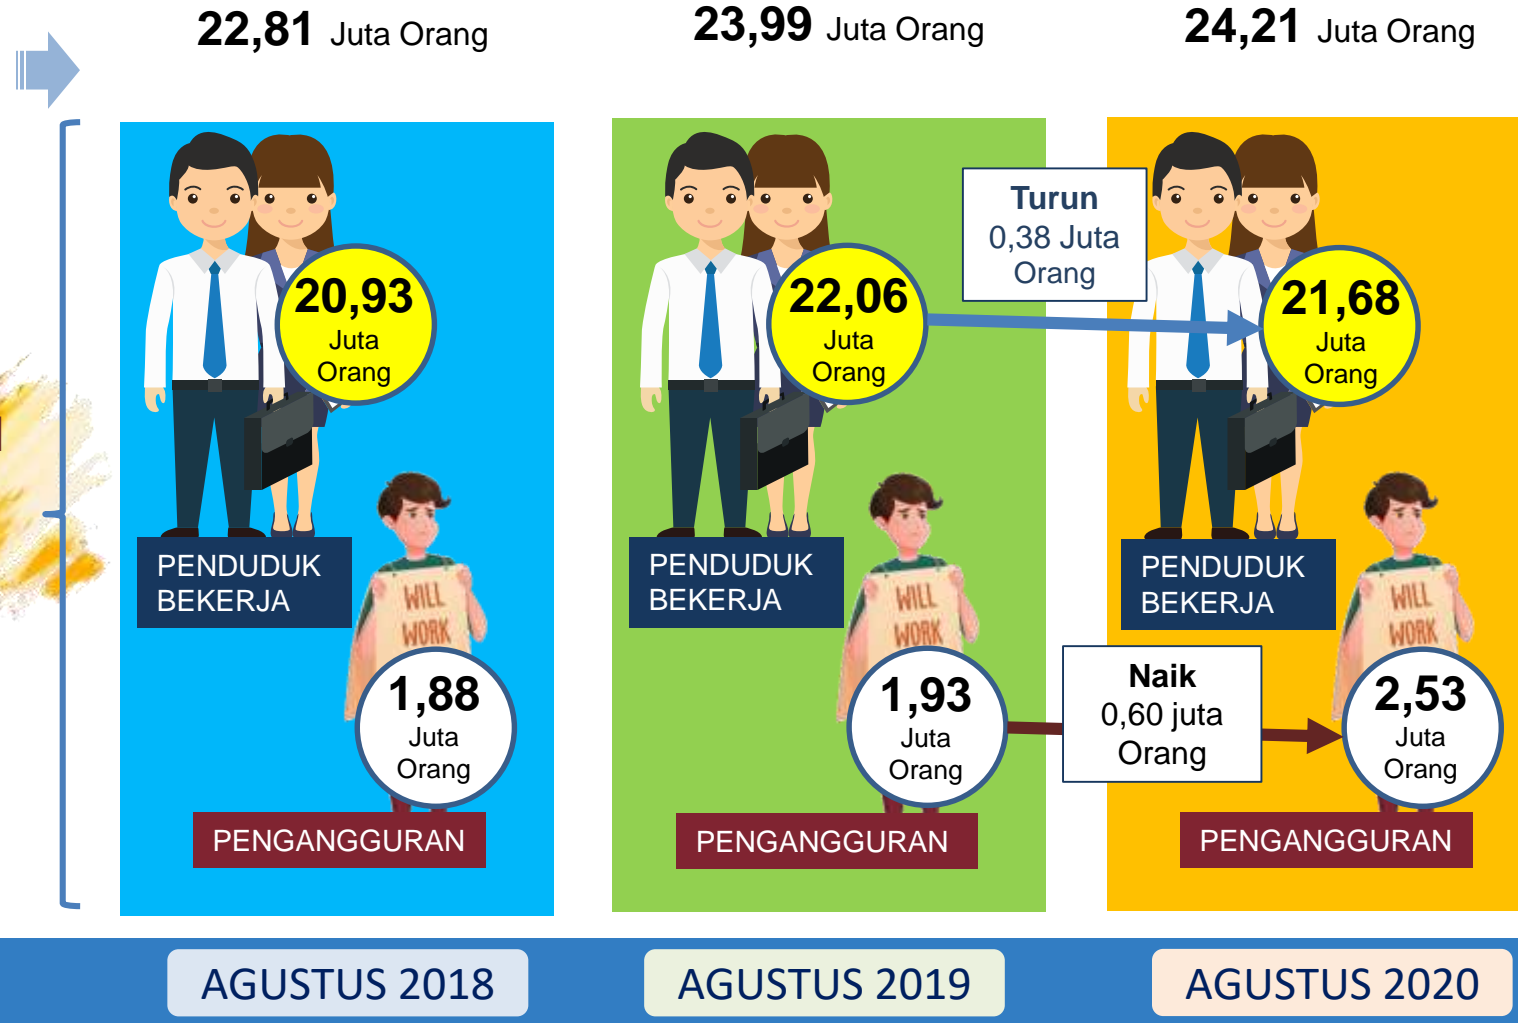 22,81 Juta Orang
23,99 Juta Orang
24,21 Juta Orang
20,93
Juta
Orang
PENDUDUK
BEKERJA
WILL
WORK
1,88
Juta
Orang
PENGANGGURAN
22,06
Juta
Orang
PENDUDUK
BEKERJA
WILL
WORK
1,93
Juta
Orang
PENGANGGURAN
Turun
0,38 Juta
Orang
Naik
0,60 juta
Orang
21,68
Juta
Orang
PENDUDUK
BEKERJA
WILL
WORK
2,53
Juta
Orang
PENGANGGURAN
AGUSTUS 2018
AGUSTUS 2019
AGUSTUS 2020